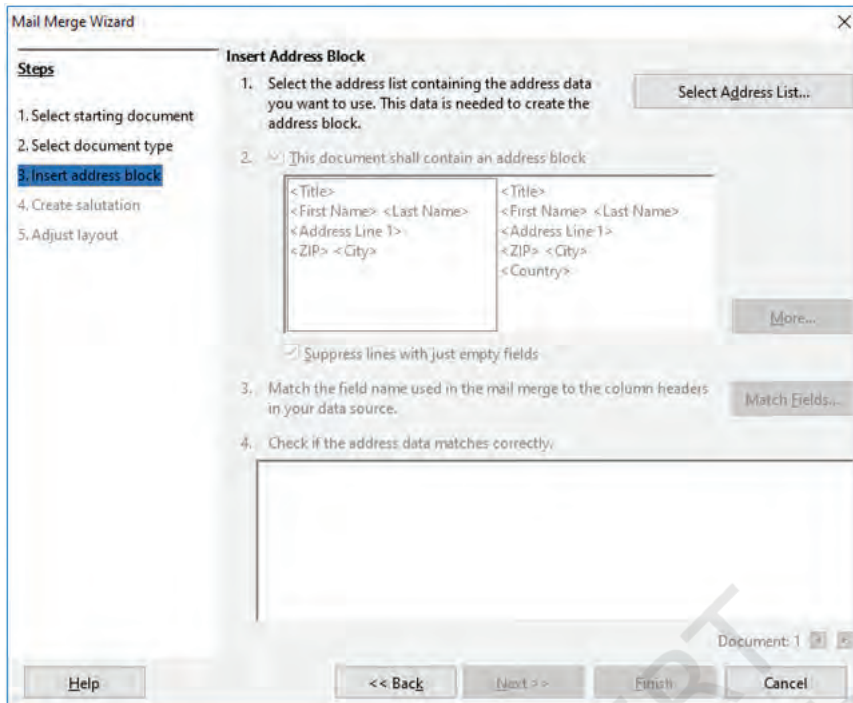 Mail Merge Wizard
Steps
1. Select starting document
2. Select document type
3. Insert address block
4. Create salutation
5. Adjust layout
Insert Address Block
1. Select the address list containing the address data
you want to use. This data is needed to create the
address block.
Select Address List...
2. This document shall contain an address block
<Title>
<First Name> <Last Name>
<Address Line 1>
<ZIP> <City>
<Title>
<First Name> <Last Name>
<Address Line 1>
<ZIP> <City>
<Country>
More...
Suppress lines with just empty fields
3. Match the field name used in the mail merge to the column headers
in your data source.
Match Fields...
4. Check if the address data matches correctly.
Document: 1
Help
<< Back
Next >>
Finish
Cancel